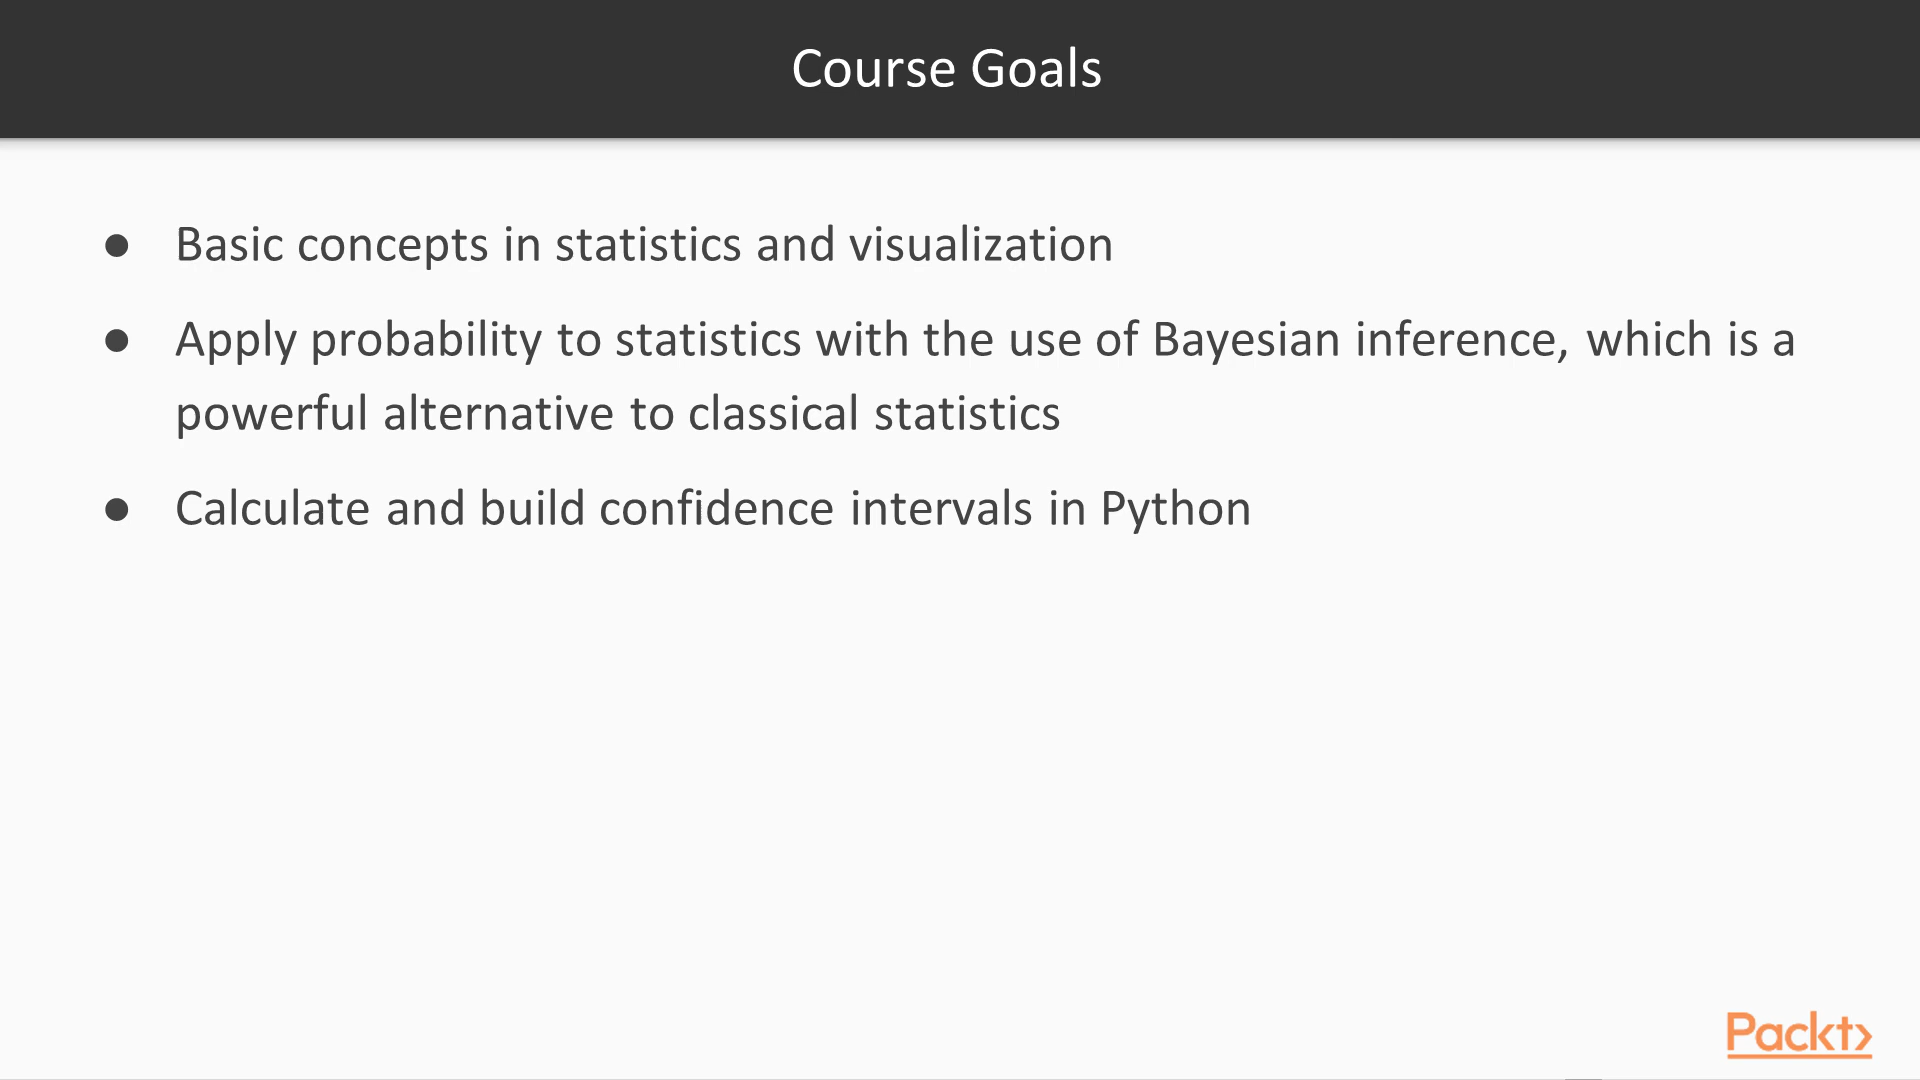 Course Goals
● Basic concepts in statistics and visualization
● Apply probability to statistics with the use of Bayesian inference, which is a
powerful alternative to classical statistics
● Calculate and build confidence intervals in Python
Packt>